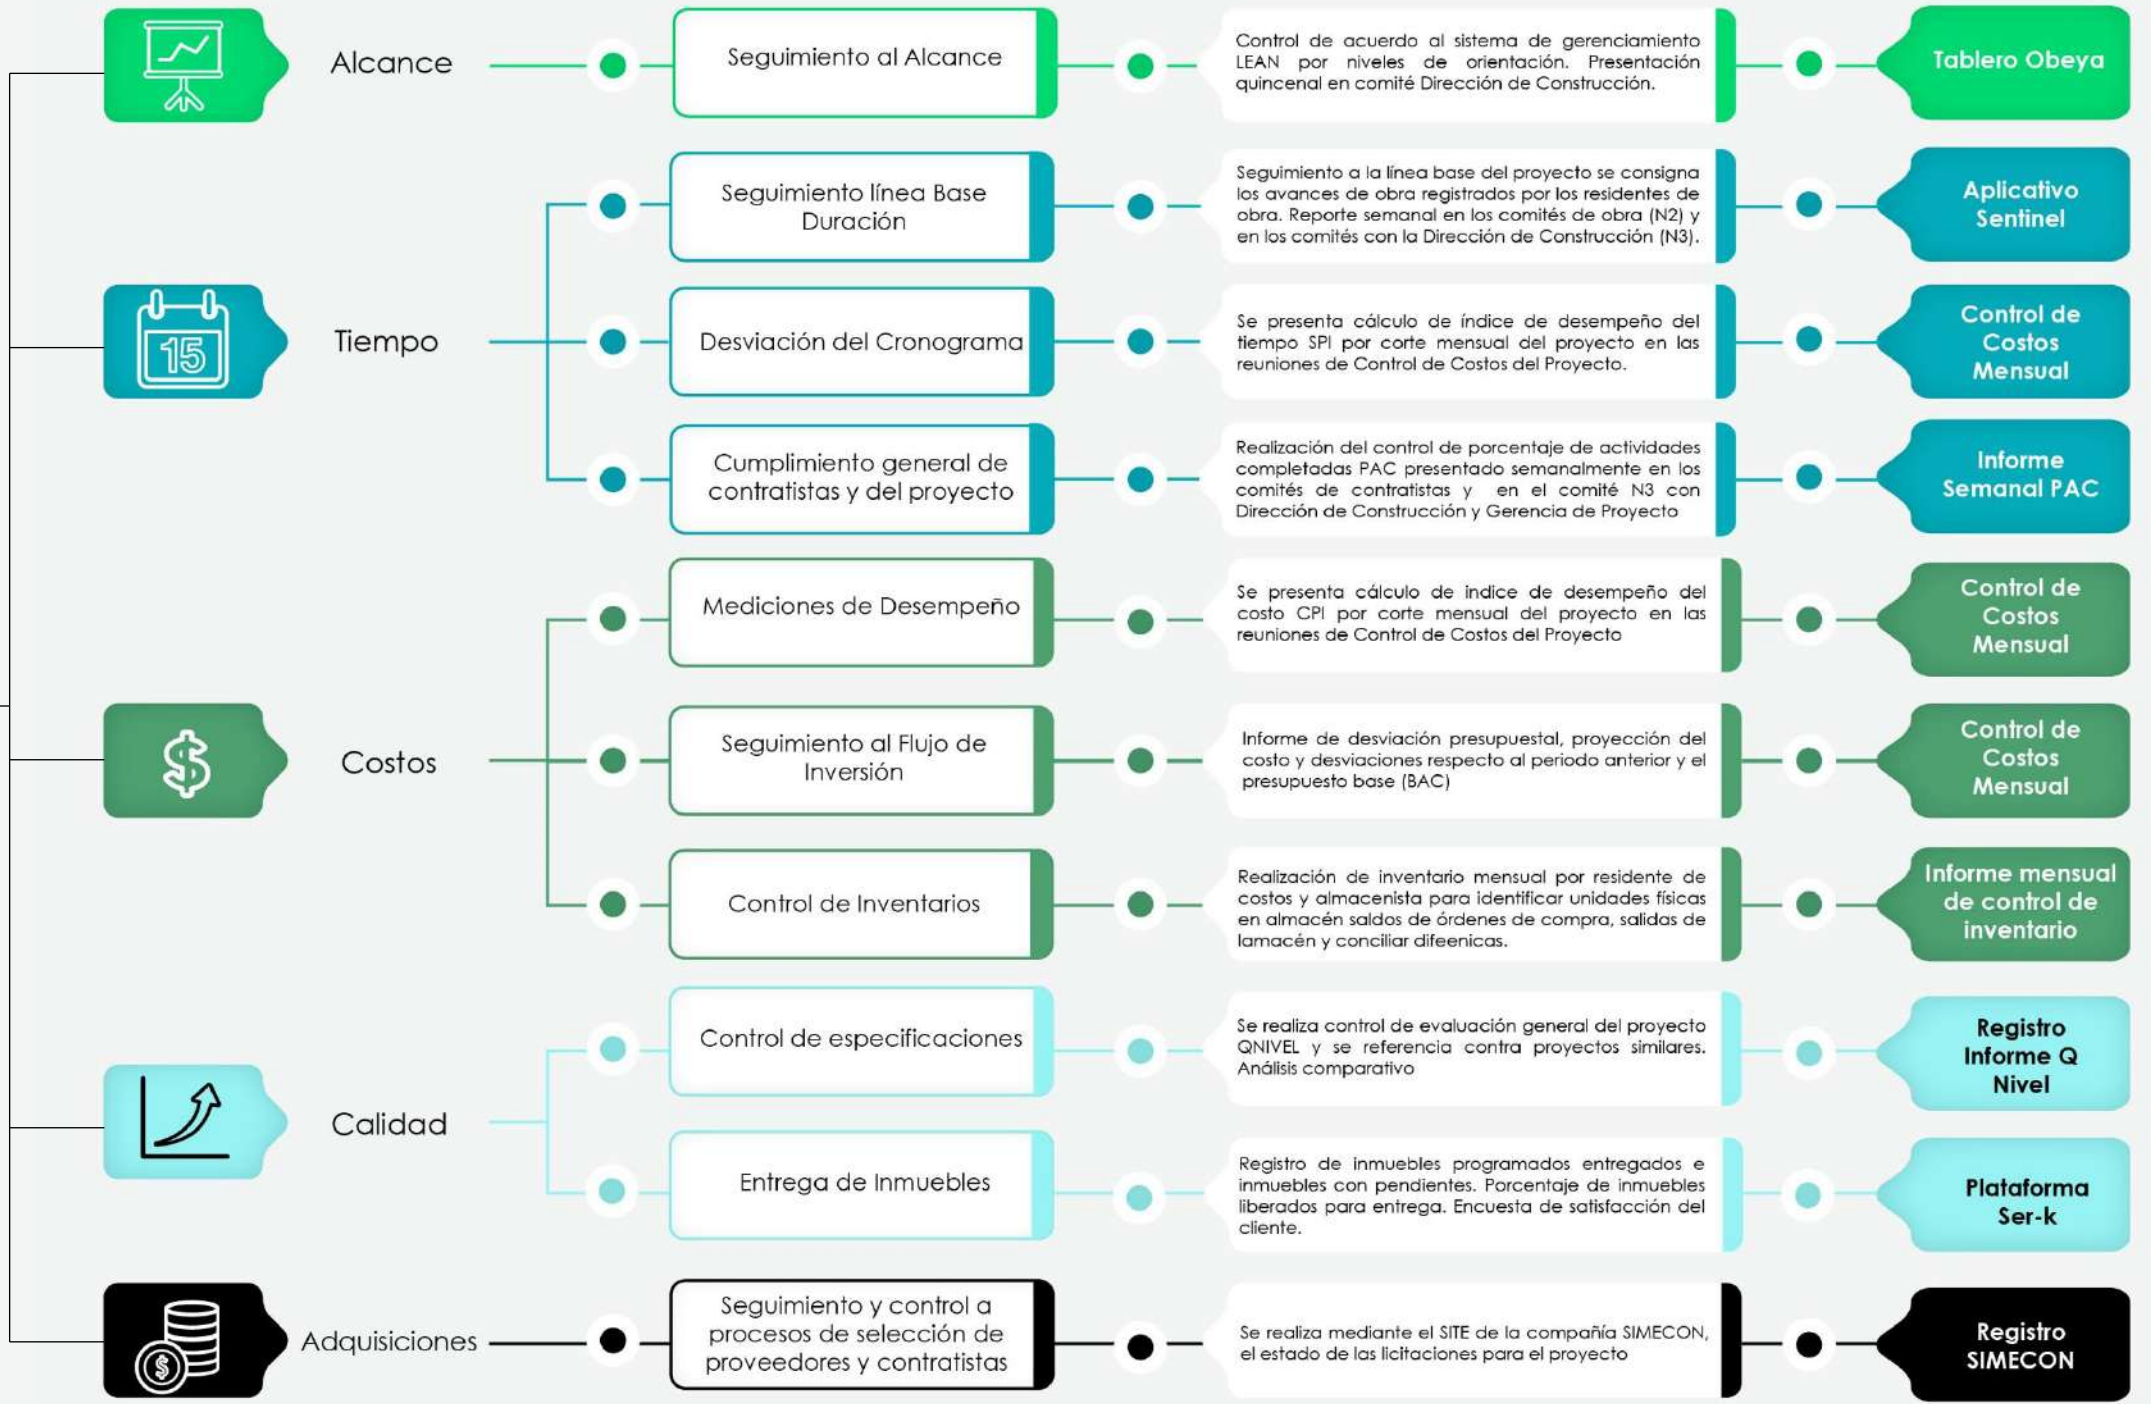 Alcance
Seguimiento al Alcance
Control de acuerdo al sistema de gerenciamiento
LEAN por niveles de orientación. Presentación
quincenal en comité Dirección de Construcción.
Tablero Obeya
15
Tiempo
Seguimiento línea Base
Duración
Seguimiento a la línea base del proyecto se consigna
los avances de obra registrados por los residentes de
obra. Reporte semanal en los comités de obra (N2) y
en los comités con la Dirección de Construcción (N3).
Aplicativo
Sentinel
Desviación del Cronograma
Se presenta cálculo de índice de desempeño del
tiempo SPI por corte mensual del proyecto en las
reuniones de Control de Costos del Proyecto.
Control de
Costos
Mensual
Cumplimiento general de
contratistas y del proyecto
Realización del control de porcentaje de actividades
completadas PAC presentado semanalmente en los
comités de contratistas y en el comité N3 con
Dirección de Construcción y Gerencia de Proyecto
Informe
Semanal PAC
$
Costos
Mediciones de Desempeño
Se presenta cálculo de indice de desempeño del
costo CPI por corte mensual del proyecto en las
reuniones de Control de Costos del Proyecto
Control de
Costos
Mensual
Seguimiento al Flujo de
Inversión
Informe de desviación presupuestal, proyección del
costo y desviaciones respecto al periodo anterior y el
presupuesto base (BAC)
Control de
Costos
Mensual
Control de Inventarios
Realización de inventario mensual por residente de
costos y almacenista para identificar unidades físicas
en almacén saldos de órdenes de compra, salidas de
lamacén y conciliar difeenicas.
Informe mensual
de control de
inventario
Calidad
Control de especificaciones
Se realiza control de evaluación general del proyecto
QNIVEL y se referencia contra proyectos similares.
Análisis comparativo
Registro
Informe Q
Nivel
Entrega de Inmuebles
Registro de inmuebles programados entregados e
inmuebles con pendientes. Porcentaje de inmuebles
liberados para entrega. Encuesta de satisfacción del
cliente.
Plataforma
Ser-k
$
Adquisiciones
Seguimiento y control a
procesos de selección de
proveedores y contratistas
Se realiza mediante el SITE de la compañía SIMECON,
el estado de las licitaciones para el proyecto
Registro
SIMECON